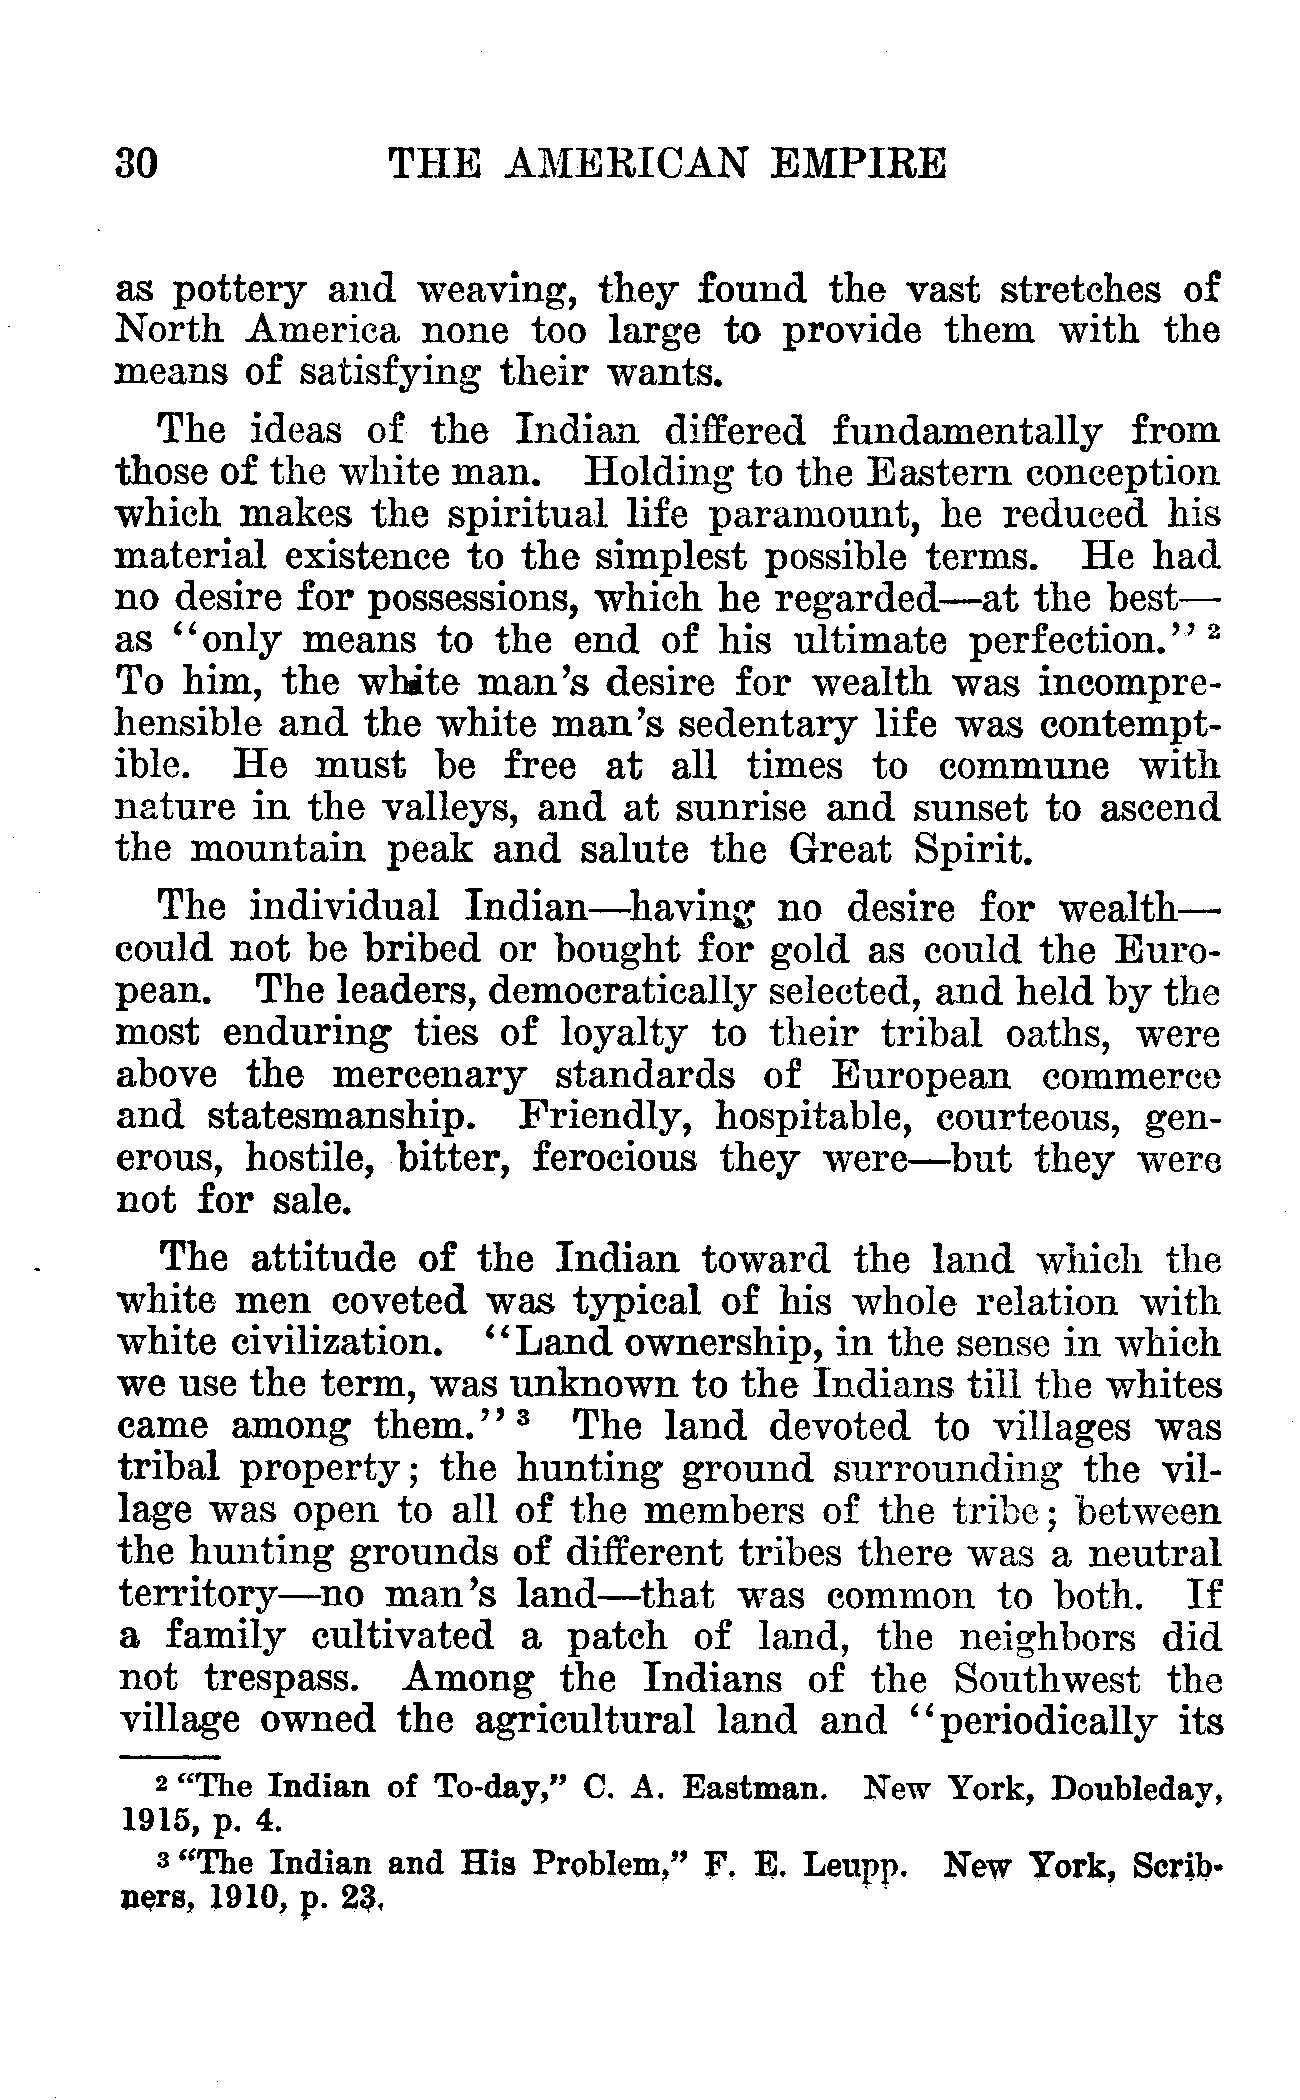 30 THE AMERICAN EMPIRE
as pottery and weaving, they found the vast stretches of
North America none too large to provide them with the
means of satisfying their wants.
The ideas of the Indian differed fundamentally from
those of the white man. Holding to the Eastern conception
which makes the spiritual life paramount, he reduced his
material existence to the simplest possible terms. He had
no desire for possessions, which he regarded—at the best—
as "only means to the end of his ultimate perfection." 2
To him, the white man's desire for wealth was incompre-
hensible and the white man's sedentary life was contempt-
ible. He must be free at all times to commune with
nature in the valleys, and at sunrise and sunset to ascend
the mountain peak and salute the Great Spirit.
The individual Indian—having no desire for wealth—
could not be bribed or bought for gold as could the Euro-
pean. The leaders, democratically selected, and held by the
most enduring ties of loyalty to their tribal oaths, were
above the mercenary standards of European commerce
and statesmanship. Friendly, hospitable, courteous, gen-
erous, hostile, bitter, ferocious they were—but they were
not for sale.
The attitude of the Indian toward the land which the
white men coveted was typical of his whole relation with
white civilization. "Land ownership, in the sense in which
we use the term, was unknown to the Indians till the whites
came among them." 3 The land devoted to villages was
tribal property; the hunting ground surrounding the vil-
lage was open to all of the members of the tribe; between
the hunting grounds of different tribes there was a neutral
territory—no man's land—that was common to both. If
a family cultivated a patch of land, the neighbors did
not trespass. Among the Indians of the Southwest the
village owned the agricultural land and "periodically its
2 "The Indian of To-day," C. A. Eastman. New York, Doubleday,
1915, p. 4.
3 "The Indian and His Problem," F. E. Leupp. New York, Scrib-
ners, 1910, p. 23.